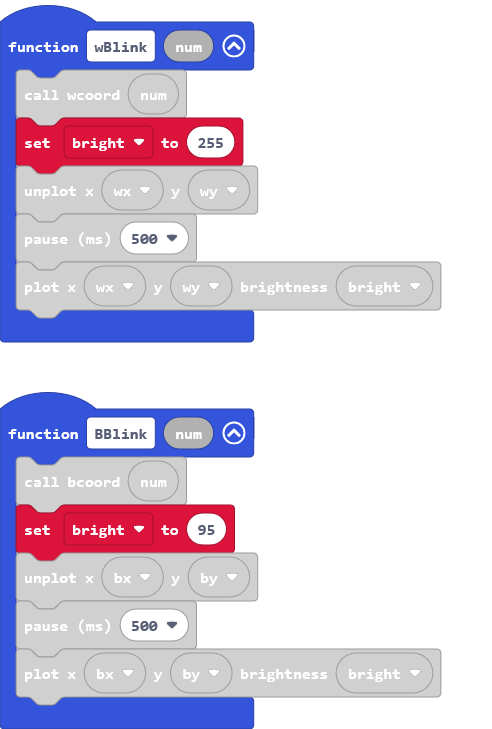 function wBlink num
call wcoord num
set bright to 255
unplot x wx y wy
pause (ms) 500
plot x wx y wy brightness bright
function BBlink num
call bcoord num
set bright to 95
unplot x bx y by
pause (ms) 500
plot x bx y by brightness bright